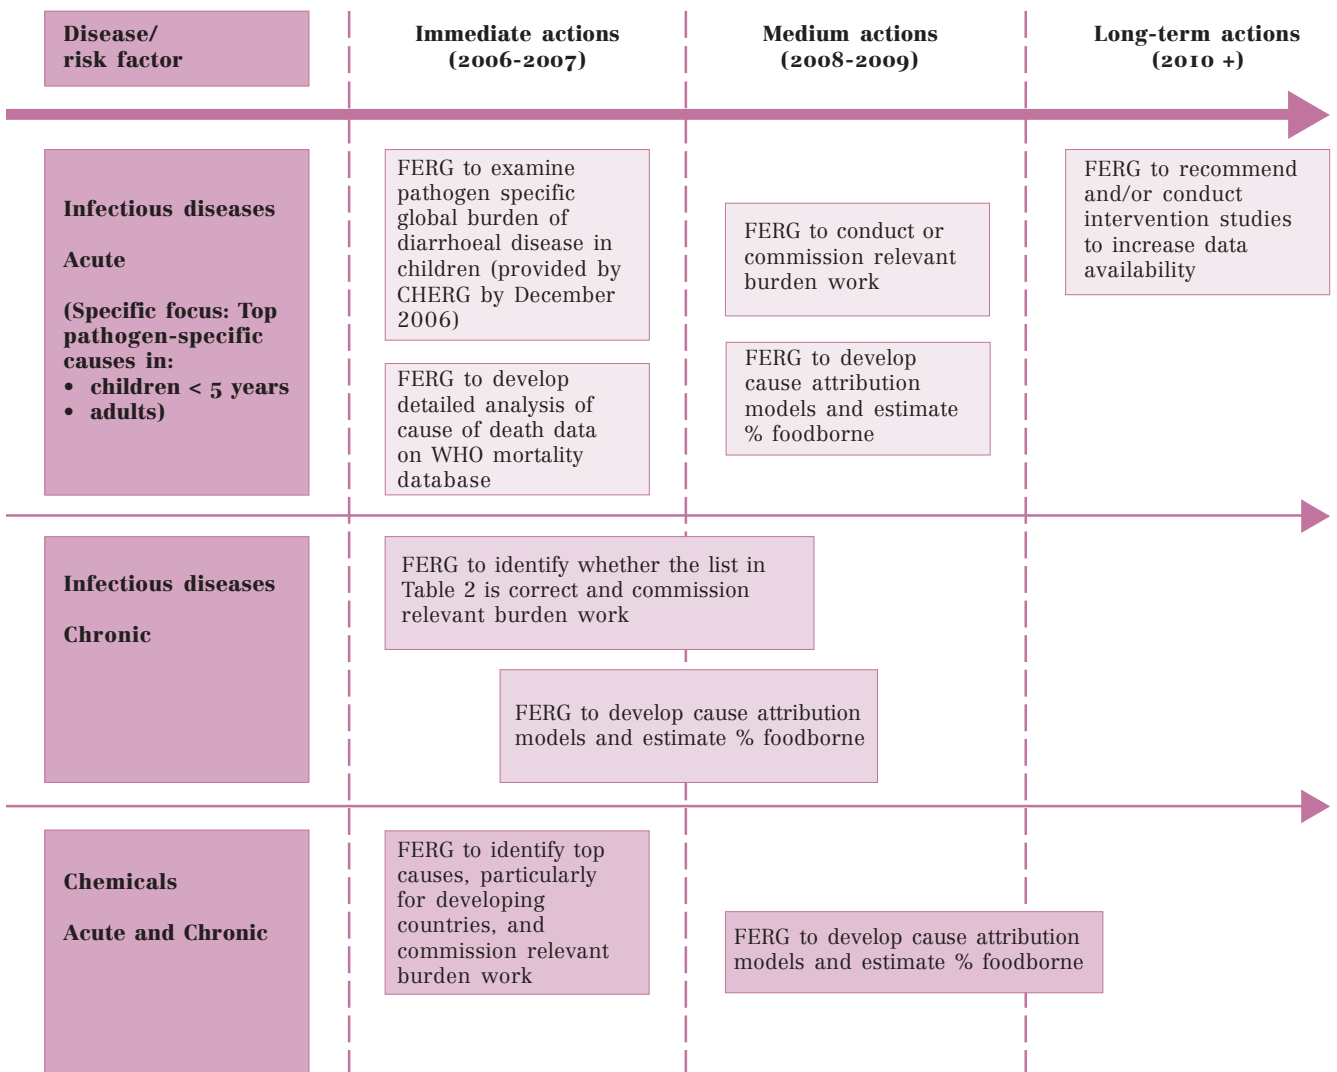 Disease/
risk factor
Immediate actions
(2006-2007)
Medium actions
(2008-2009)
Long-term actions
(2010 +)
Infectious diseases
Acute
(Specific focus: Top
pathogen-specific
causes in:
• children < 5 years
• adults)
FERG to examine
pathogen specific
global burden of
diarrhoeal disease in
children (provided by
CHERG by December
2006)
FERG to develop
detailed analysis of
cause of death data
on WHO mortality
database
FERG to conduct or
commission relevant
burden work
FERG to develop
cause attribution
models and estimate
% foodborne
FERG to recommend
and/or conduct
intervention studies
to increase data
availability
Infectious diseases
Chronic
FERG to identify whether the list in
Table 2 is correct and commission
relevant burden work
FERG to develop cause attribution
models and estimate % foodborne
Chemicals
Acute and Chronic
FERG to identify top
causes, particularly
for developing
countries, and
commission relevant
burden work
FERG to develop cause attribution
models and estimate % foodborne